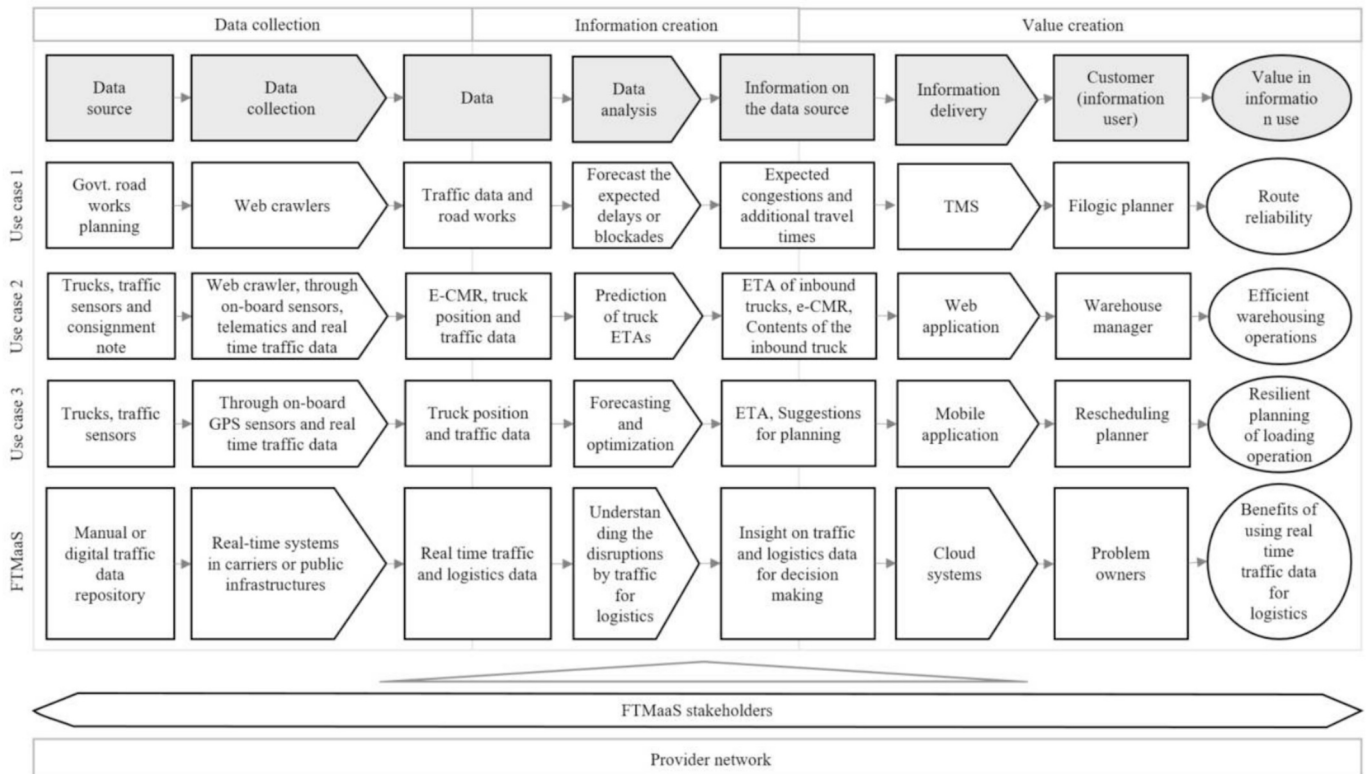 Data collection
Information creation
Value creation
Data
source
Data
collection
Data
Data
analysis
Information on
the data source
Information
delivery
Customer
(information
user)
Value in
informatio
n use
Use case 1
Govt. road
works
planning
Web crawlers
Traffic data and
road works
Forecast the
expected
delays or
blockades
Expected
congestions and
additional travel
times
TMS
Filogic planner
Route
reliability
Use case 2
Trucks, traffic
sensors and
consignment
note
Web crawler, through
on-board sensors,
telematics and real
time traffic data
E-CMR, truck
position and
traffic data
Prediction
of truck
ETAs
ETA of inbound
trucks, e-CMR,
Contents of the
inbound truck
Web
application
Warehouse
manager
Efficient
warehousing
operations
Use case 3
Trucks, traffic
sensors
Through on-board
GPS sensors and real
time traffic data
Truck position
and traffic data
Forecasting
and
optimization
ETA, Suggestions
for planning
Mobile
application
Rescheduling
planner
Resilient
planning
of loading
operation
FTMaaS
Manual or
digital traffic
data
repository
Real-time systems
in carriers or public
infrastructures
Real time traffic
and logistics data
Understan
ding the
disruptions
by traffic
for
logistics
Insight on traffic
and logistics data
for decision
making
Cloud
systems
Problem
owners
Benefits of
using real
time
traffic data
for
logistics
FTMaaS stakeholders
Provider network